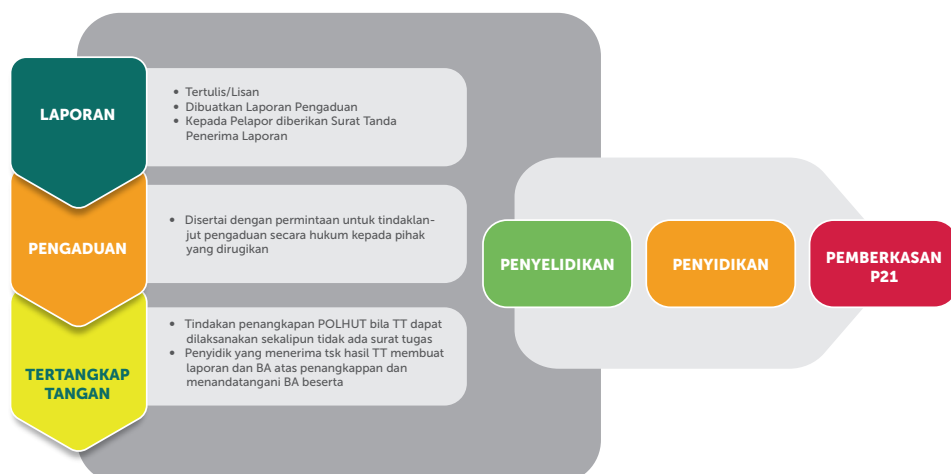 LAPORAN
• Tertulis/Lisan
• Dibuatkan Laporan Pengaduan
• Kepada Pelapor diberikan Surat Tanda
Penerima Laporan
PENGADUAN
• Disertai dengan permintaan untuk tindaklan-
jut pengaduan secara hukum kepada pihak
yang dirugikan
TERTANGKAP
TANGAN
• Tindakan penangkapan POLHUT bila TT dapat
dilaksanakan sekalipun tidak ada surat tugas
• Penyidik yang menerima tsk hasil TT membuat
laporan dan BA atas penangkappan dan
menandatangani BA beserta
PENYELIDIKAN
PENYIDIKAN
PEMBERKASAN
P21